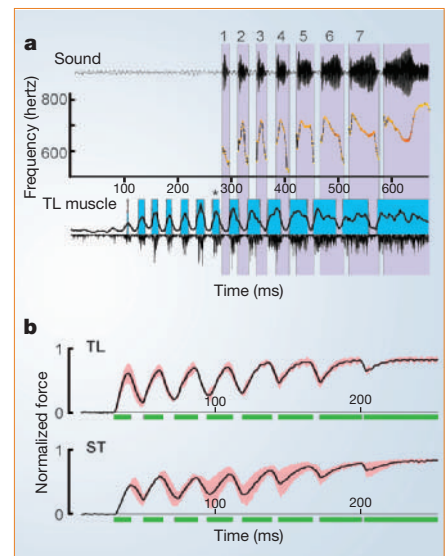 a
Sound
1 2 3 4 5 6 7
800
600
Frequency (hertz)
*
100 200 300 400 500 600
TL muscle
Time (ms)
b
TL
1
0
100 200
Normalized force
ST
1
0
100 200
Time (ms)